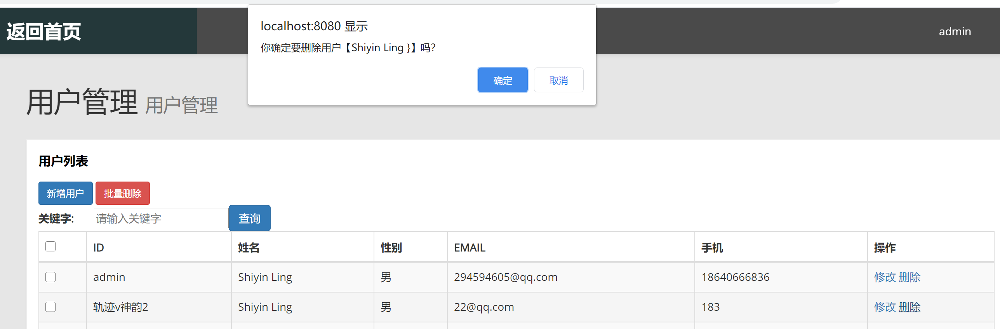 返回首页
admin
localhost:8080 显示
你确定要删除用户【Shiyin Ling }】吗?
确定 取消
用户管理 用户管理
用户列表
新增用户 批量删除
关键字: 请输入关键字 查询
ID 姓名 性别 EMAIL 手机 操作
admin Shiyin Ling 男 294594605@qq.com 18640666836 修改 删除
轨迹v神韵2 Shiyin Ling 男 22@qq.com 183 修改 删除